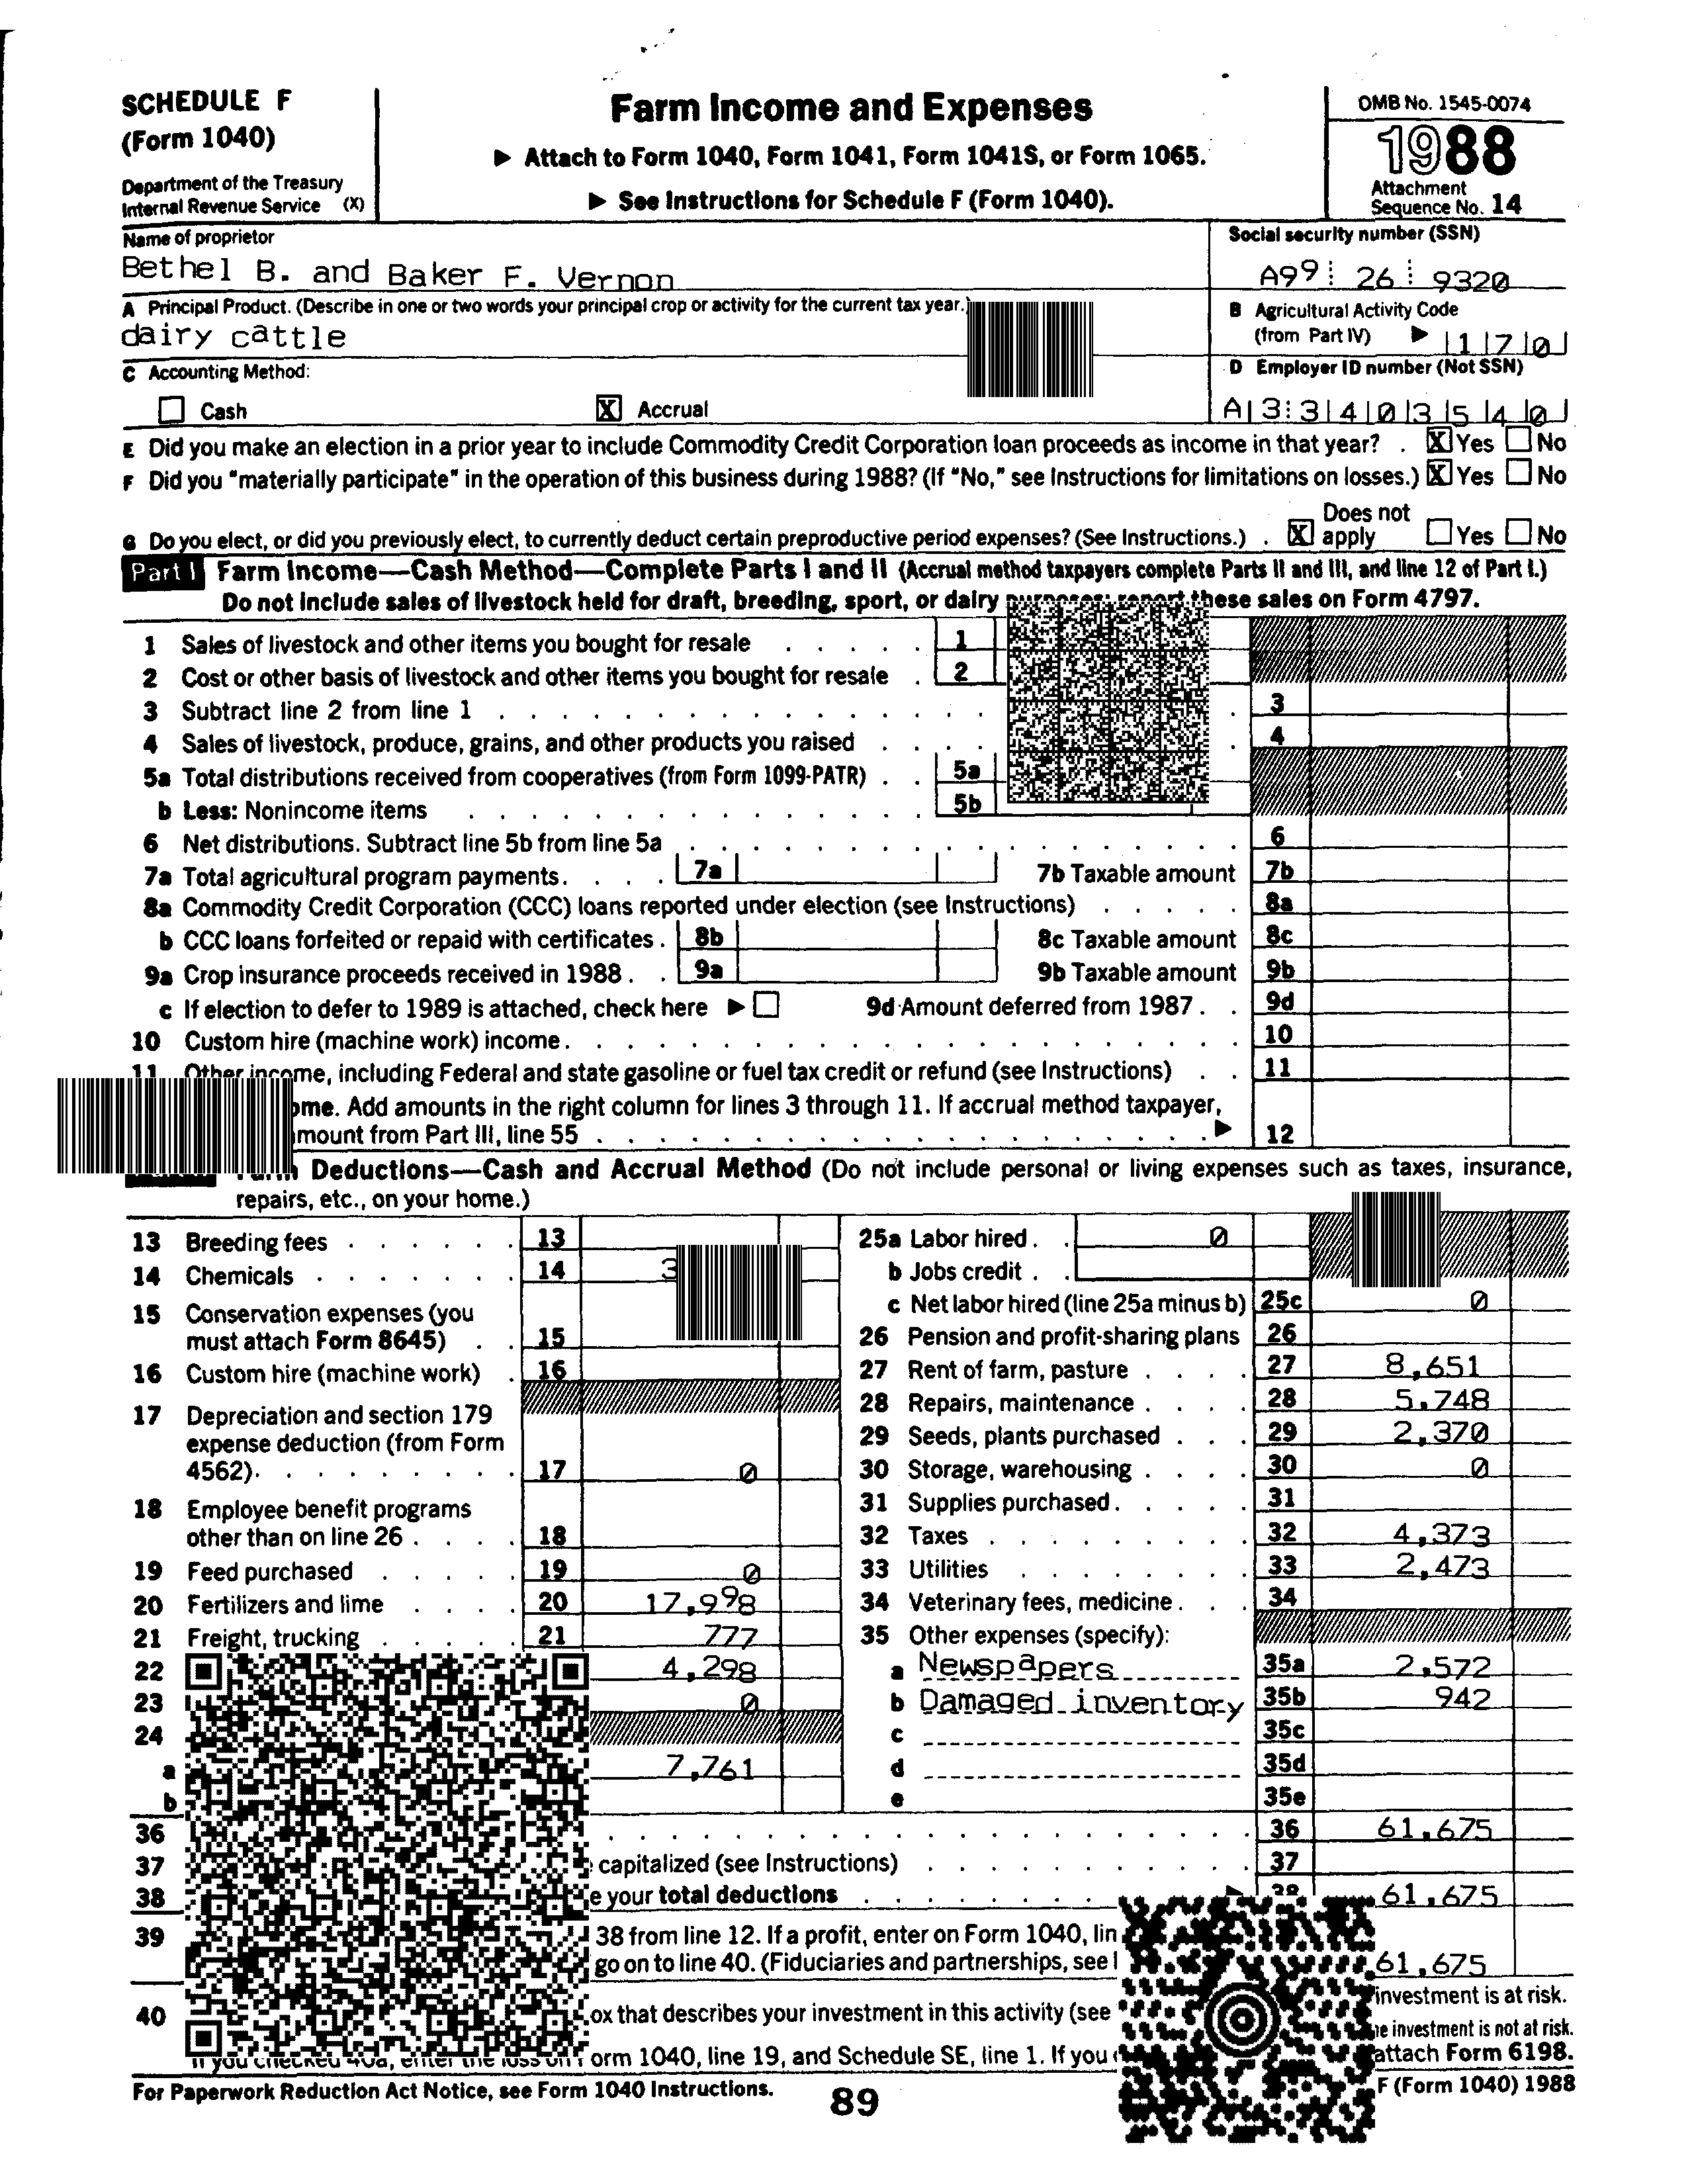 SCHEDULE F
(Form 1040)
Department of the Treasury
Internal Revenue Service (X)
Farm Income and Expenses
▶ Attach to Form 1040, Form 1041, Form 1041S, or Form 1065.
▶ See Instructions for Schedule F (Form 1040).
OMB No. 1545-0074
1988
Attachment
Sequence No. 14
Name of proprietor
Bethel B. and Baker F. Vernon
Social security number (SSN)
A99 26 9320
A Principal Product. (Describe in one or two words your principal crop or activity for the current tax year.)
dairy cattle
B Agricultural Activity Code
(from Part IV) ▶ 1 7 0
C Accounting Method:
Cash X Accrual
D Employer ID number (Not SSN)
A 3 3 4 0 3 5 4 0
E Did you make an election in a prior year to include Commodity Credit Corporation loan proceeds as income in that year? . X Yes No
F Did you "materially participate" in the operation of this business during 1988? (If "No," see Instructions for limitations on losses.) X Yes No
G Do you elect, or did you previously elect, to currently deduct certain preproductive period expenses? (See Instructions.) . X Does not apply Yes No
Part I Farm Income—Cash Method—Complete Parts I and II (Accrual method taxpayers complete Parts II and III, and line 12 of Part I.)
Do not include sales of livestock held for draft, breeding, sport, or dairy purposes; report these sales on Form 4797.
1 Sales of livestock and other items you bought for resale 1
2 Cost or other basis of livestock and other items you bought for resale 2
3 Subtract line 2 from line 1 3
4 Sales of livestock, produce, grains, and other products you raised 4
5a Total distributions received from cooperatives (from Form 1099-PATR) 5a
b Less: Nonincome items 5b
6 Net distributions. Subtract line 5b from line 5a 6
7a Total agricultural program payments. 7a 7b Taxable amount 7b
8a Commodity Credit Corporation (CCC) loans reported under election (see Instructions) 8a
b CCC loans forfeited or repaid with certificates. 8b 8c Taxable amount 8c
9a Crop insurance proceeds received in 1988. 9a 9b Taxable amount 9b
c If election to defer to 1989 is attached, check here ▶ 9d Amount deferred from 1987. 9d
10 Custom hire (machine work) income. 10
11 Other income, including Federal and state gasoline or fuel tax credit or refund (see Instructions) 11
ome. Add amounts in the right column for lines 3 through 11. If accrual method taxpayer,
mount from Part III, line 55 ▶ 12
Deductions—Cash and Accrual Method (Do not include personal or living expenses such as taxes, insurance,
repairs, etc., on your home.)
13 Breeding fees 13
14 Chemicals 14 3
15 Conservation expenses (you
must attach Form 8645) 15
16 Custom hire (machine work) 16
17 Depreciation and section 179
expense deduction (from Form
4562). 17 0
18 Employee benefit programs
other than on line 26 18
19 Feed purchased 19 0
20 Fertilizers and lime 20 17,998
21 Freight, trucking 21 777
22 4,298
23 0
24
a 7,761
b
25a Labor hired. 0
b Jobs credit
c Net labor hired (line 25a minus b) 25c 0
26 Pension and profit-sharing plans 26
27 Rent of farm, pasture 27 8,651
28 Repairs, maintenance 28 5,748
29 Seeds, plants purchased 29 2,370
30 Storage, warehousing 30 0
31 Supplies purchased. 31
32 Taxes 32 4,373
33 Utilities 33 2,473
34 Veterinary fees, medicine. 34
35 Other expenses (specify):
a Newspapers 35a 2,572
b Damaged inventory 35b 942
c 35c
d 35d
e 35e
36 36 61,675
37 capitalized (see Instructions) 37
38 e your total deductions 38 61,675
39 38 from line 12. If a profit, enter on Form 1040, lin
go on to line 40. (Fiduciaries and partnerships, see 61,675
40 ox that describes your investment in this activity (see investment is at risk.
investment is not at risk.
If you checked 40a, enter the loss on Form 1040, line 19, and Schedule SE, line 1. If you attach Form 6198.
For Paperwork Reduction Act Notice, see Form 1040 Instructions.
89
F (Form 1040) 1988